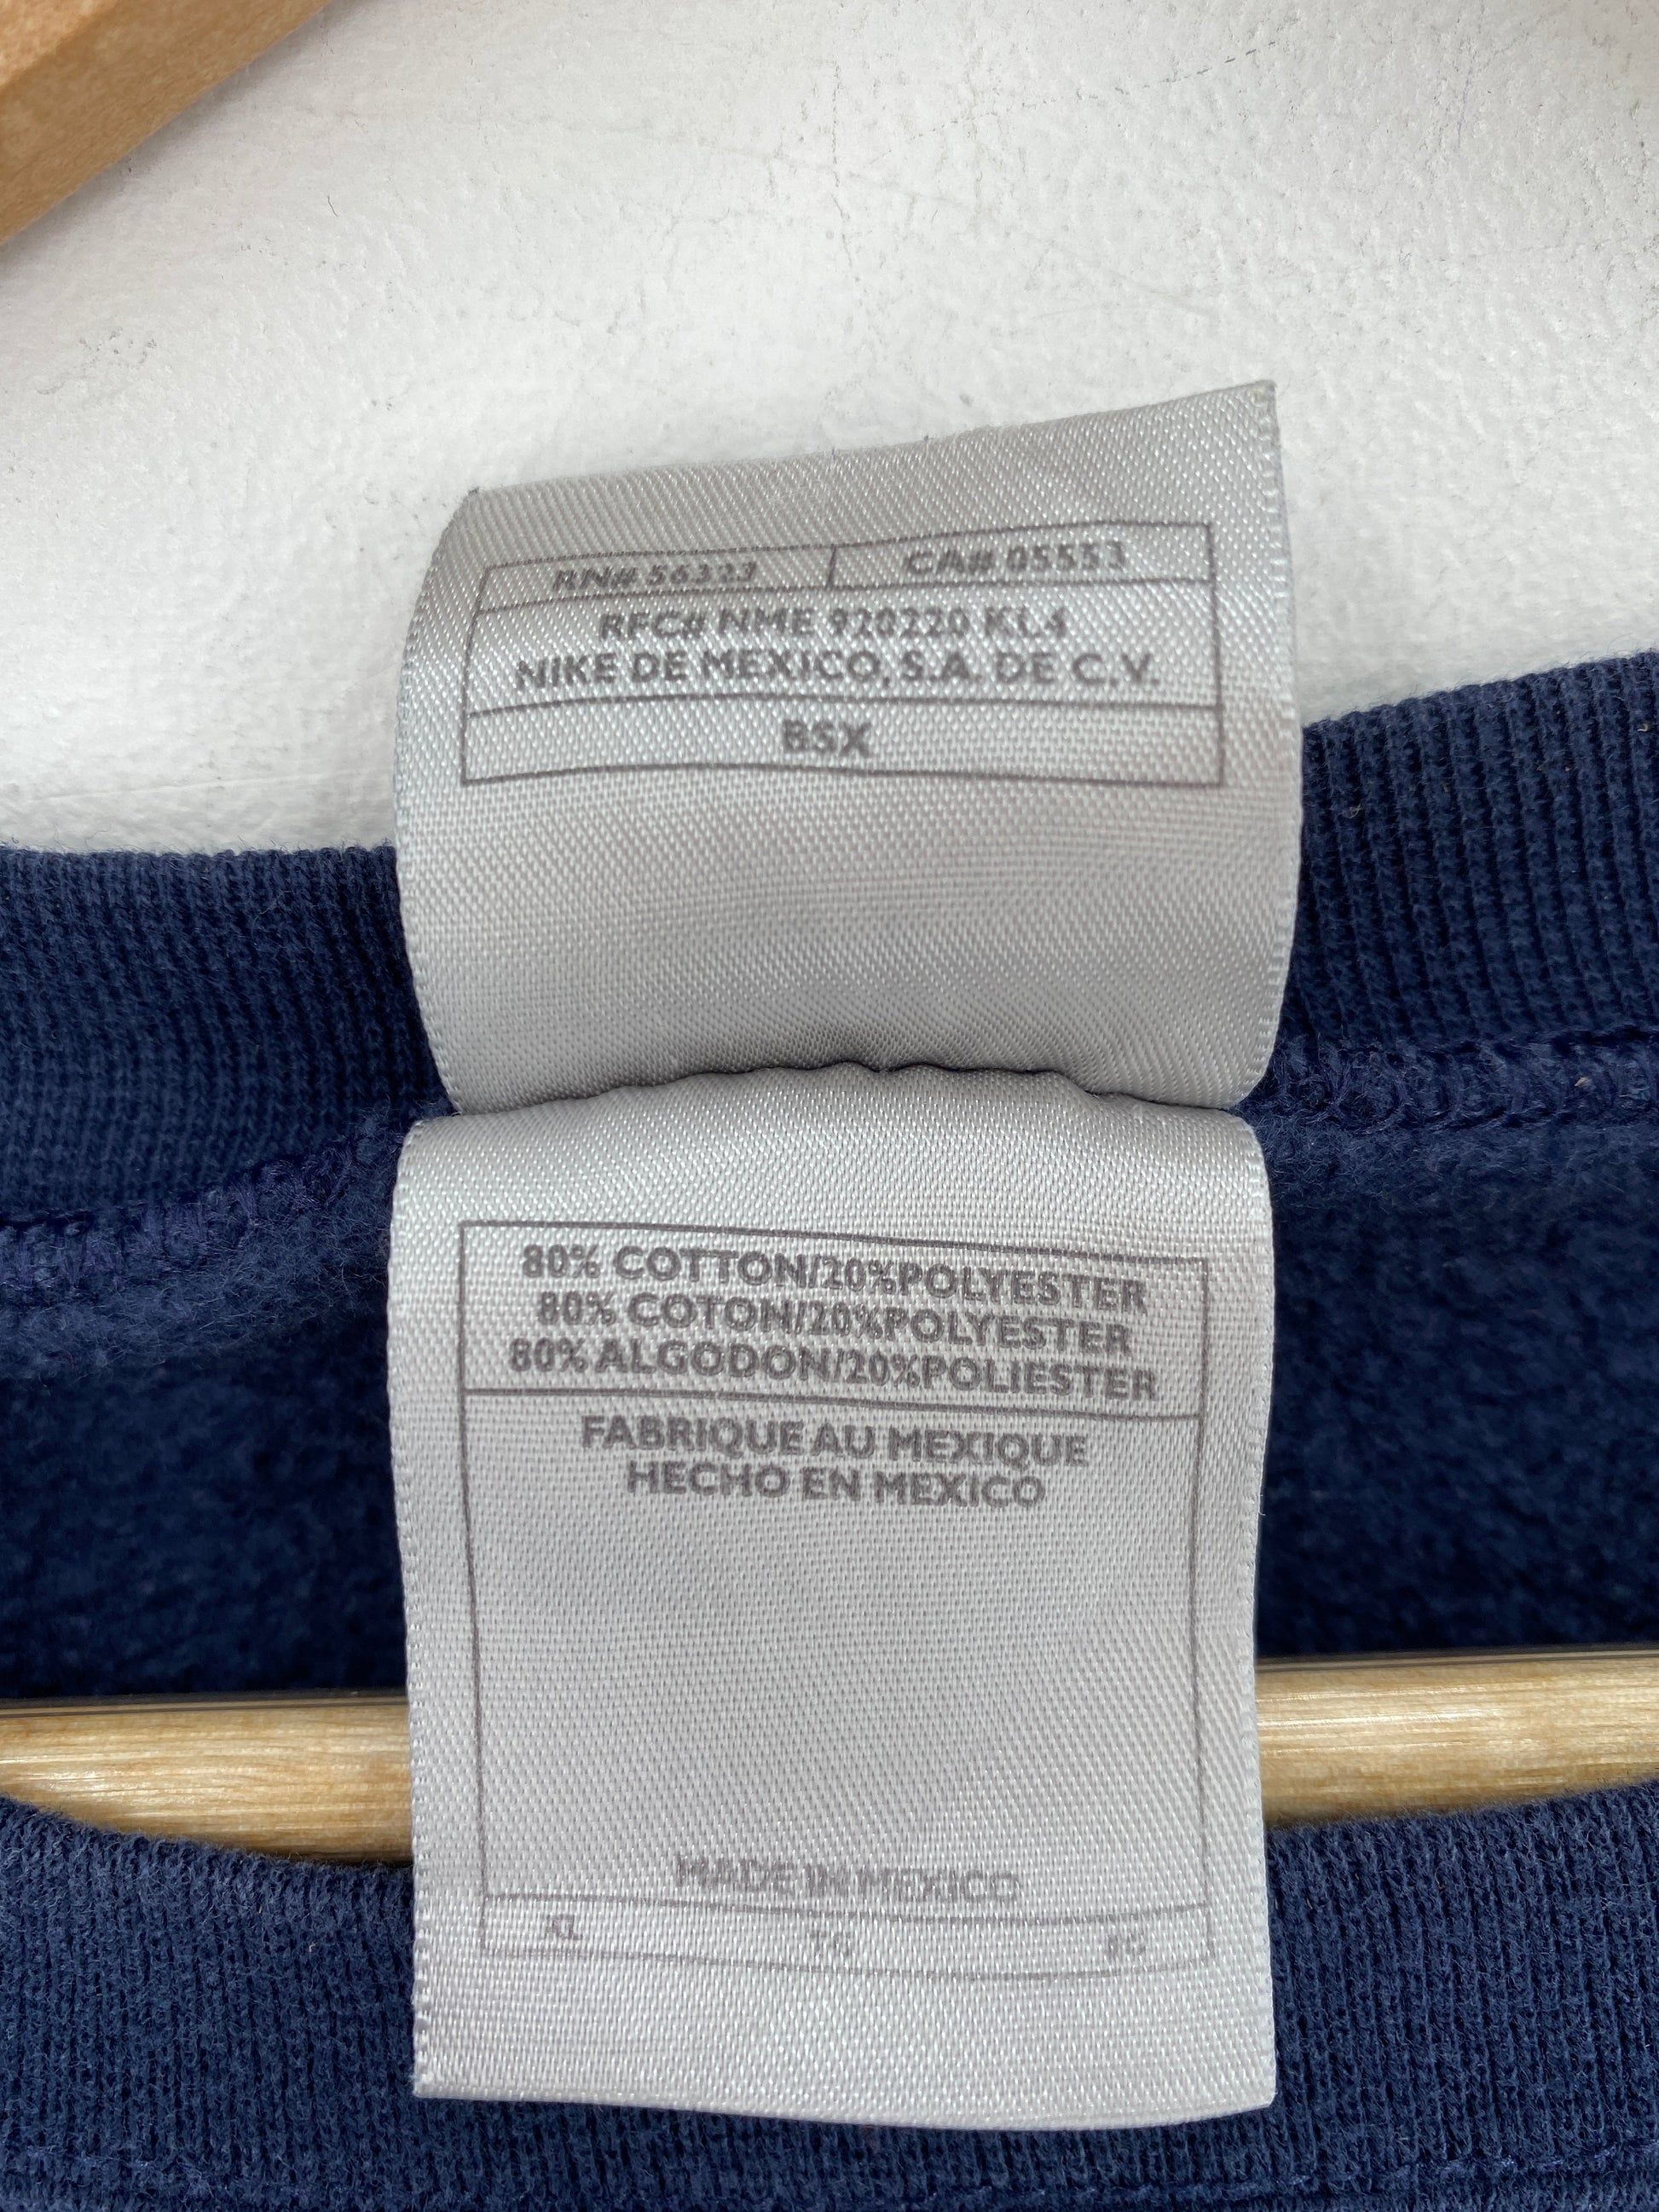 RN# 56323 CA# 05553
RFC# NME 920220 KL4
NIKE DE MEXICO, S.A. DE C.V.
BSX
80% COTTON/20%POLYESTER
80% COTON/20%POLYESTER
80% ALGODON/20%POLIESTER
FABRIQUE AU MEXIQUE
HECHO EN MEXICO
MADE IN MEXICO